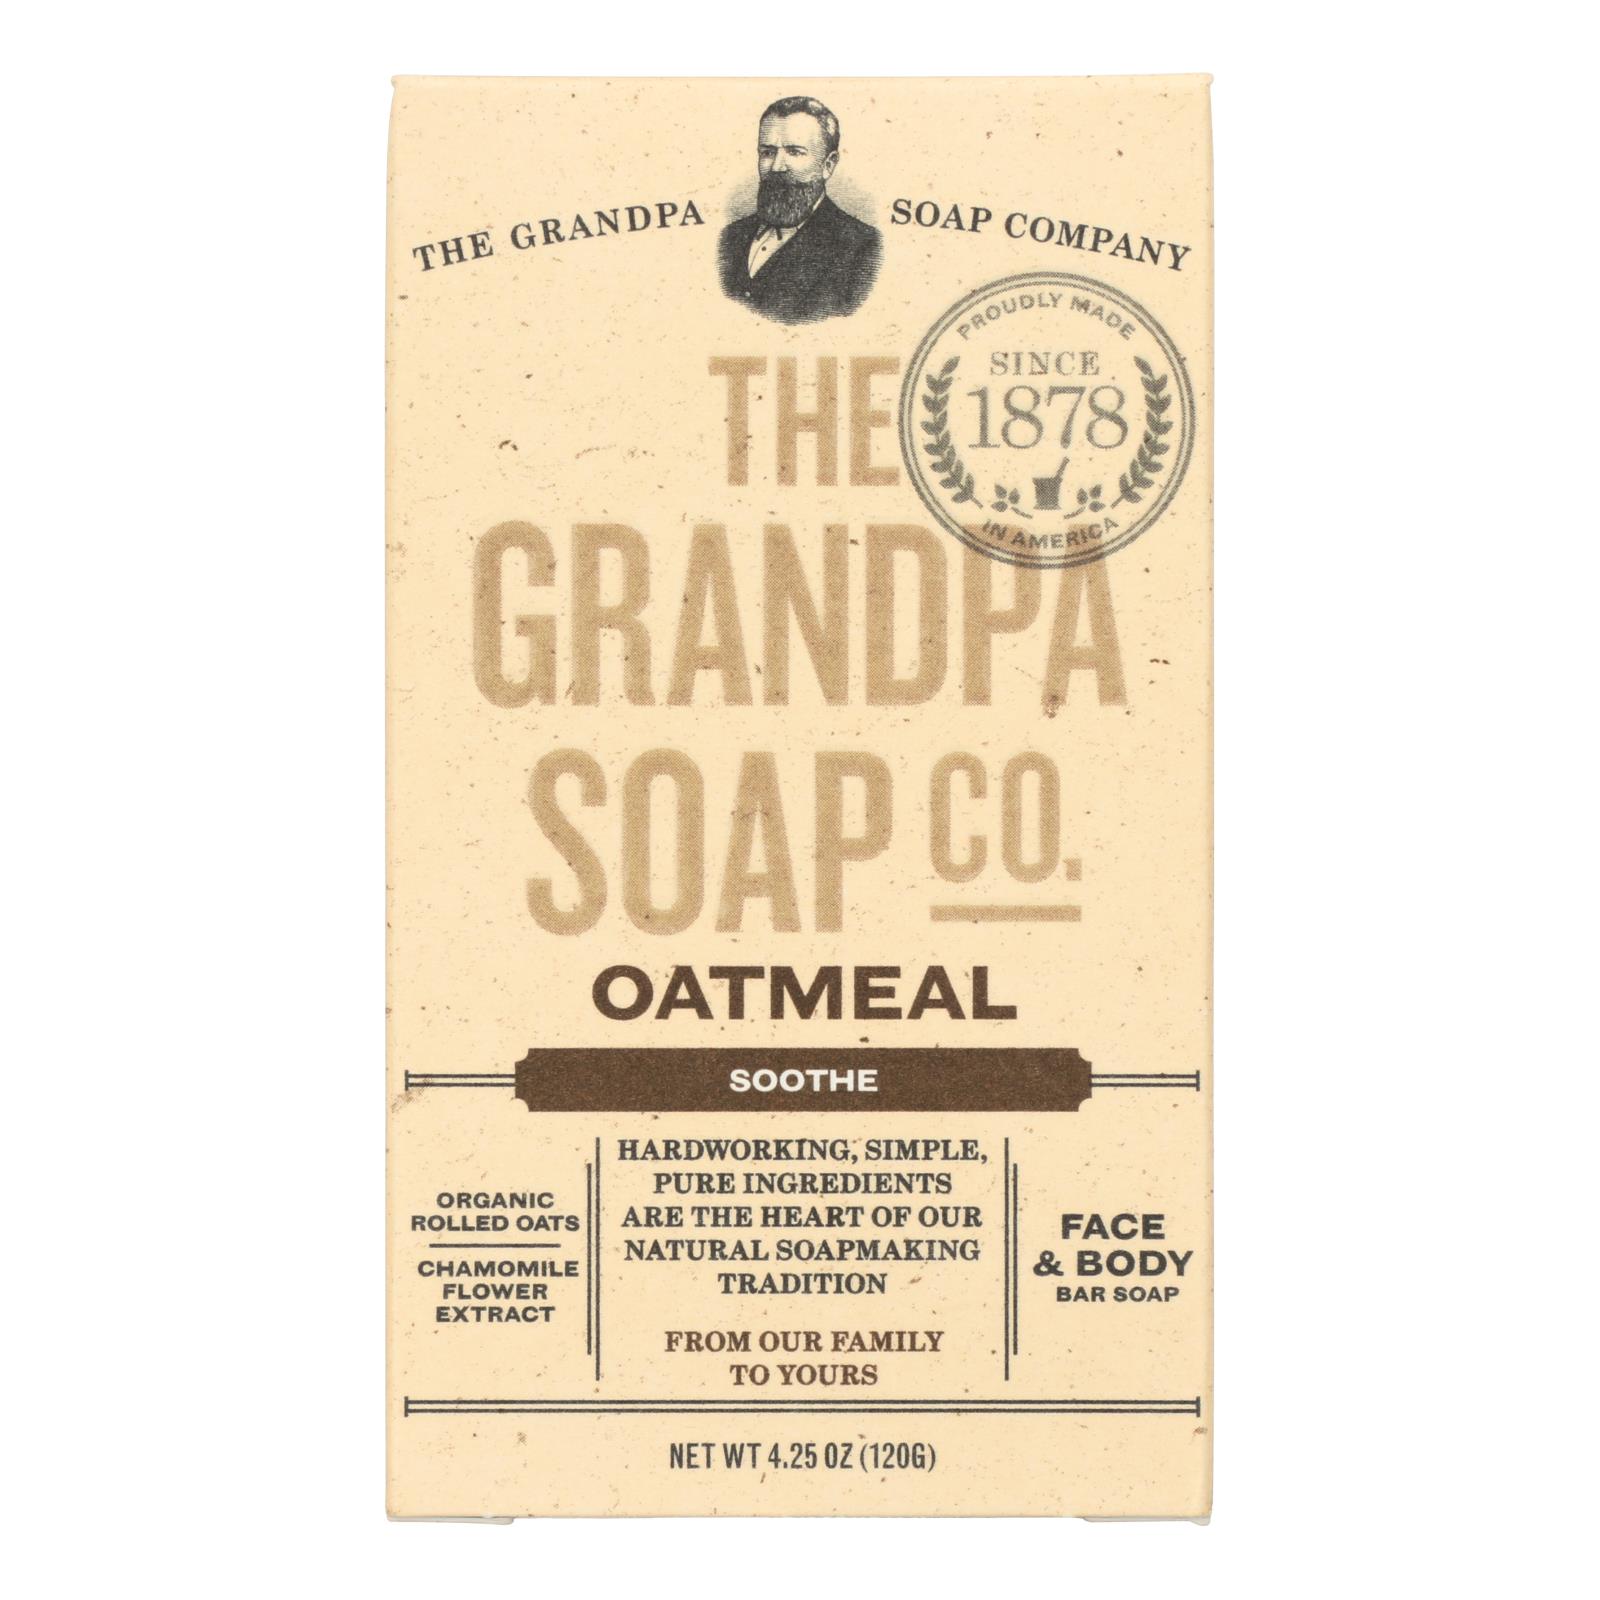 THE GRANDPA SOAP COMPANY
PROUDLY MADE
SINCE
1878
IN AMERICA
THE
GRANDPA
SOAP CO.
OATMEAL
SOOTHE
ORGANIC
ROLLED OATS
CHAMOMILE
FLOWER
EXTRACT
HARDWORKING, SIMPLE,
PURE INGREDIENTS
ARE THE HEART OF OUR
NATURAL SOAPMAKING
TRADITION
FROM OUR FAMILY
TO YOURS
FACE
& BODY
BAR SOAP
NET WT 4.25 OZ (120G)